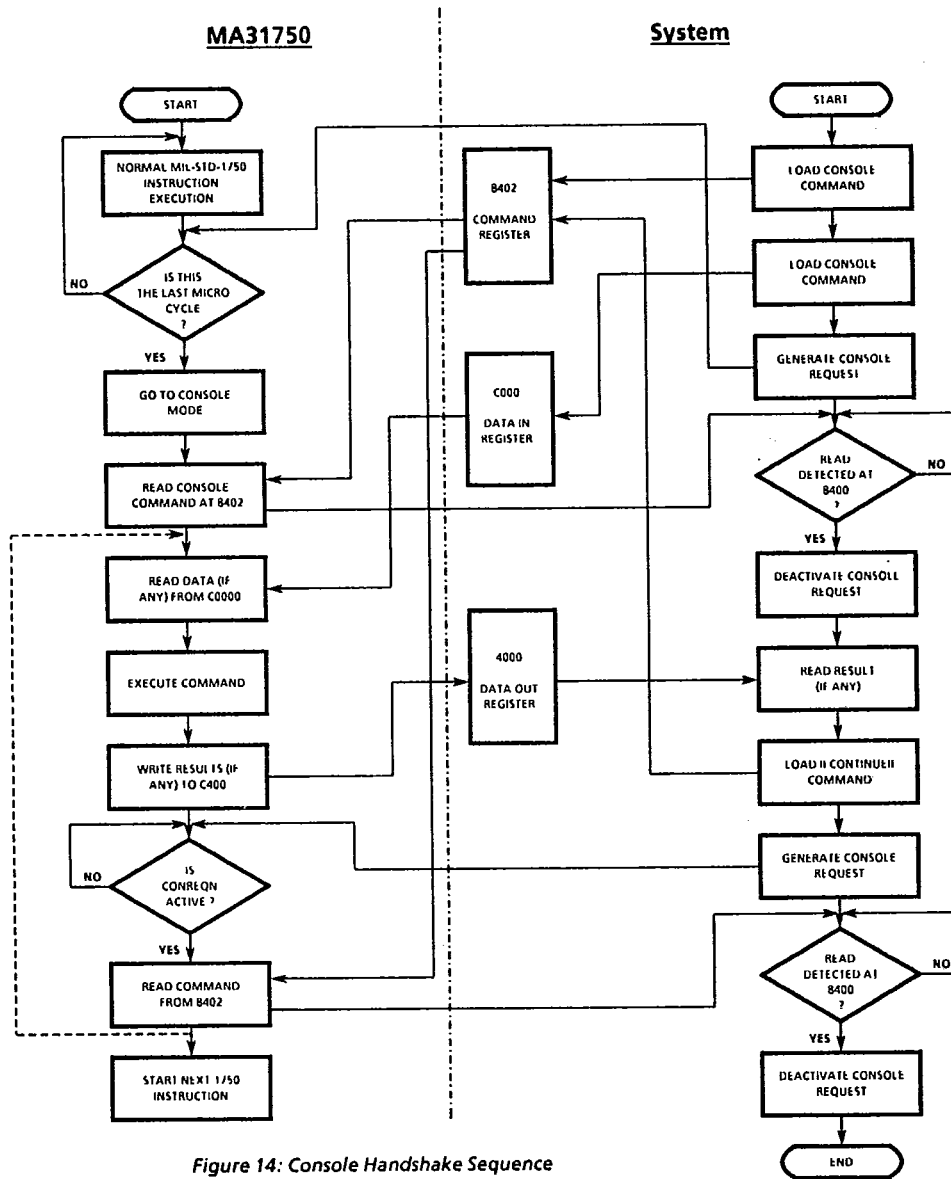 MA31750
System
START
NORMAL MIL-STD-1750
INSTRUCTION
EXECUTION
IS THIS
THE LAST MICRO
CYCLE
?
NO
YES
GO TO CONSOLE
MODE
READ CONSOLE
COMMAND AT 8402
READ DATA (IF
ANY) FROM C0000
EXECUTE COMMAND
WRITE RESULTS (IF
ANY) TO C400
IS
CONREQN
ACTIVE ?
NO
YES
READ COMMAND
FROM 8402
START NEXT 1750
INSTRUCTION
8402
COMMAND
REGISTER
C000
DATA IN
REGISTER
4000
DATA OUT
REGISTER
START
LOAD CONSOLE
COMMAND
LOAD CONSOLE
COMMAND
GENERATE CONSOLE
REQUEST
READ
DETECTED AT
8400
?
NO
YES
DEACTIVATE CONSOLE
REQUEST
READ RESULT
(IF ANY)
LOAD II CONTINUE II
COMMAND
GENERATE CONSOLE
REQUEST
READ
DETECTED AT
8400
?
NO
YES
DEACTIVATE CONSOLE
REQUEST
END
Figure 14: Console Handshake Sequence